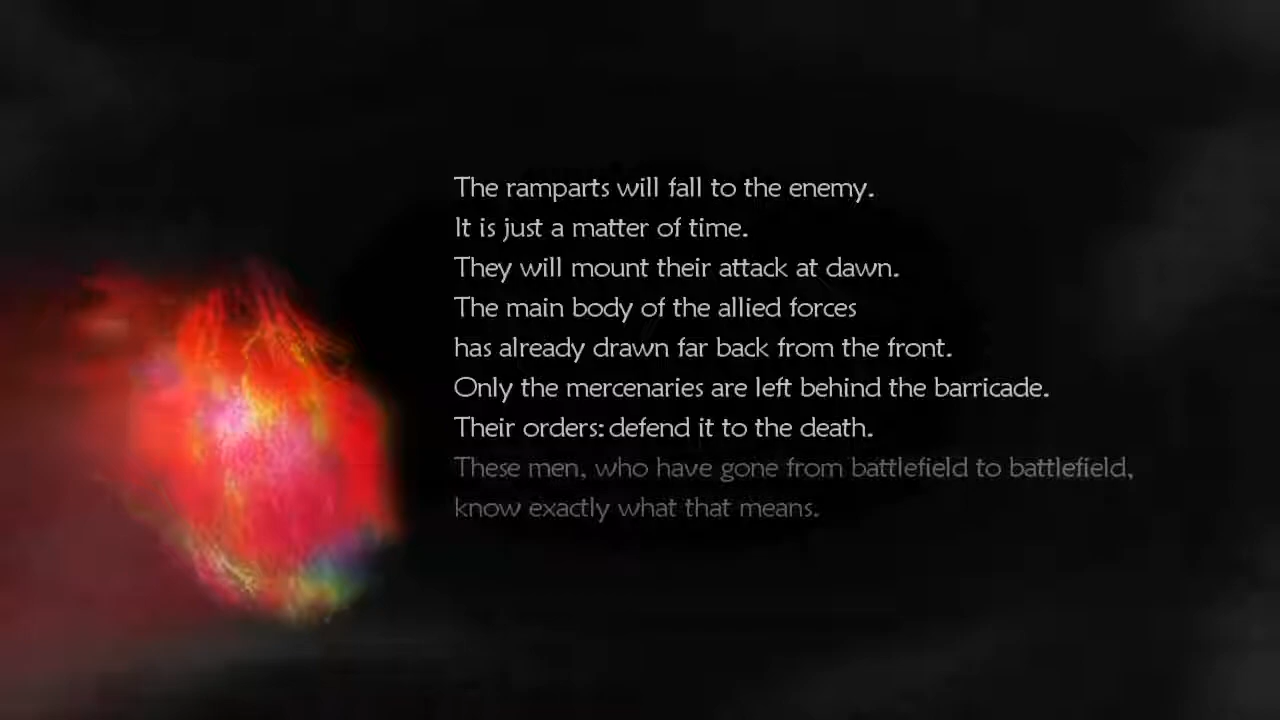 The ramparts will fall to the enemy.
It is just a matter of time.
They will mount their attack at dawn.
The main body of the allied forces
has already drawn far back from the front.
Only the mercenaries are left behind the barricade.
Their orders: defend it to the death.
These men, who have gone from battlefield to battlefield,
know exactly what that means.